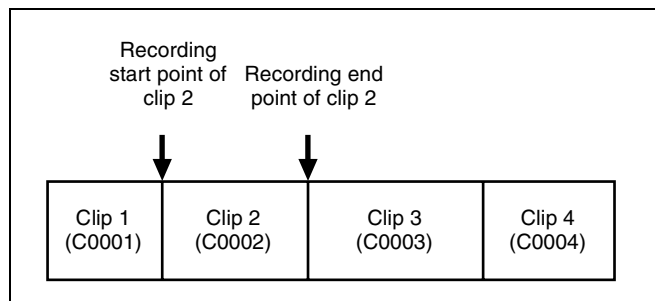 Recording
start point of
clip 2
Recording end
point of clip 2
Clip 1
(C0001)
Clip 2
(C0002)
Clip 3
(C0003)
Clip 4
(C0004)